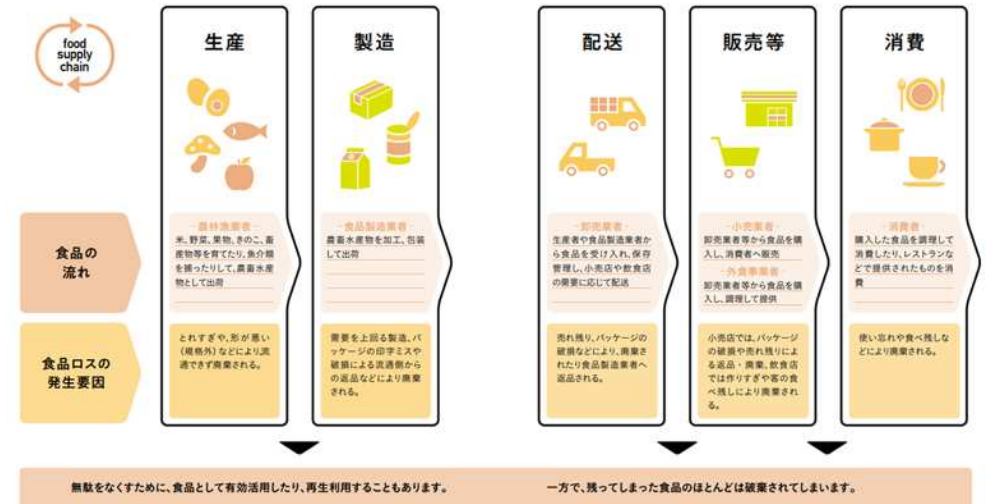 food
supply
chain
生産
製造
配送
販売等
消費
食品の
流れ
-農林漁業者-
米、野菜、果物、きのこ、畜
産物等を育てたり、魚介類
を捕ったりして、農畜水産
物として出荷
-食品製造業者-
農畜水産物を加工、包装
して出荷
-卸売業者-
生産者や食品製造業者か
ら食品を受け入れ、保存
管理し、小売店や飲食店
の需要に応じて配送
-小売業者-
卸売業者等から食品を購
入し、消費者へ販売
-外食事業者-
卸売業者等から食品を購
入し、調理して提供
-消費者-
購入した食品を調理して
消費したり、レストランな
どで提供されたものを消
費
食品ロスの
発生要因
とれすぎや、形が悪い
(規格外)などにより流
通できず廃棄される。
需要を上回る製造、パ
ッケージの印字ミスや
破損による流通側から
の返品などにより廃棄
される。
売れ残り、パッケージの
破損などにより、廃棄さ
れたり食品製造業者へ
返品される。
小売店では、パッケージ
の破損や売れ残りによ
る返品・廃棄、飲食店
では作りすぎや客の食
べ残しにより廃棄され
る。
使い忘れや食べ残しな
どにより廃棄される。
無駄をなくすために、食品として有効活用したり、再生利用することもあります。
一方で、残ってしまった食品のほとんどは破棄されてしまいます。